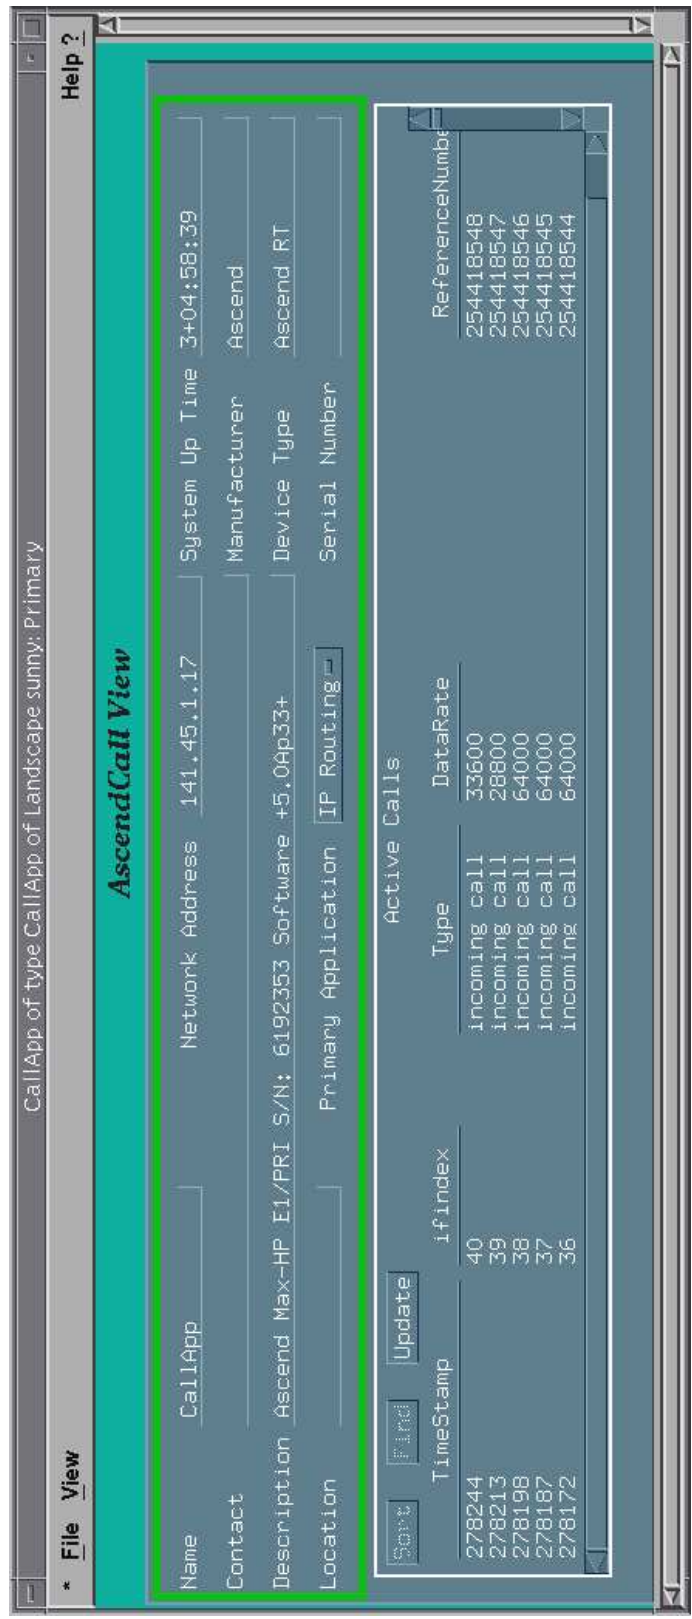 CallApp of type CallApp of Landscape sunny: Primary
* File View Help ?
AscendCall View
Name CallApp Network Address 141.45.1.17 System Up Time 3+04:58:39
Contact Manufacturer Ascend
Description Ascend Max-HP E1/PRI S/N: 6192353 Software +5.0Ap33+ Device Type Ascend RT
Location Primary Application IP Routing Serial Number
Active Calls
Sort Find Update
TimeStamp ifindex Type DataRate ReferenceNumbe
278244 40 incoming call 33600 254418548
278213 39 incoming call 28800 254418547
278198 38 incoming call 64000 254418546
278187 37 incoming call 64000 254418545
278172 36 incoming call 64000 254418544